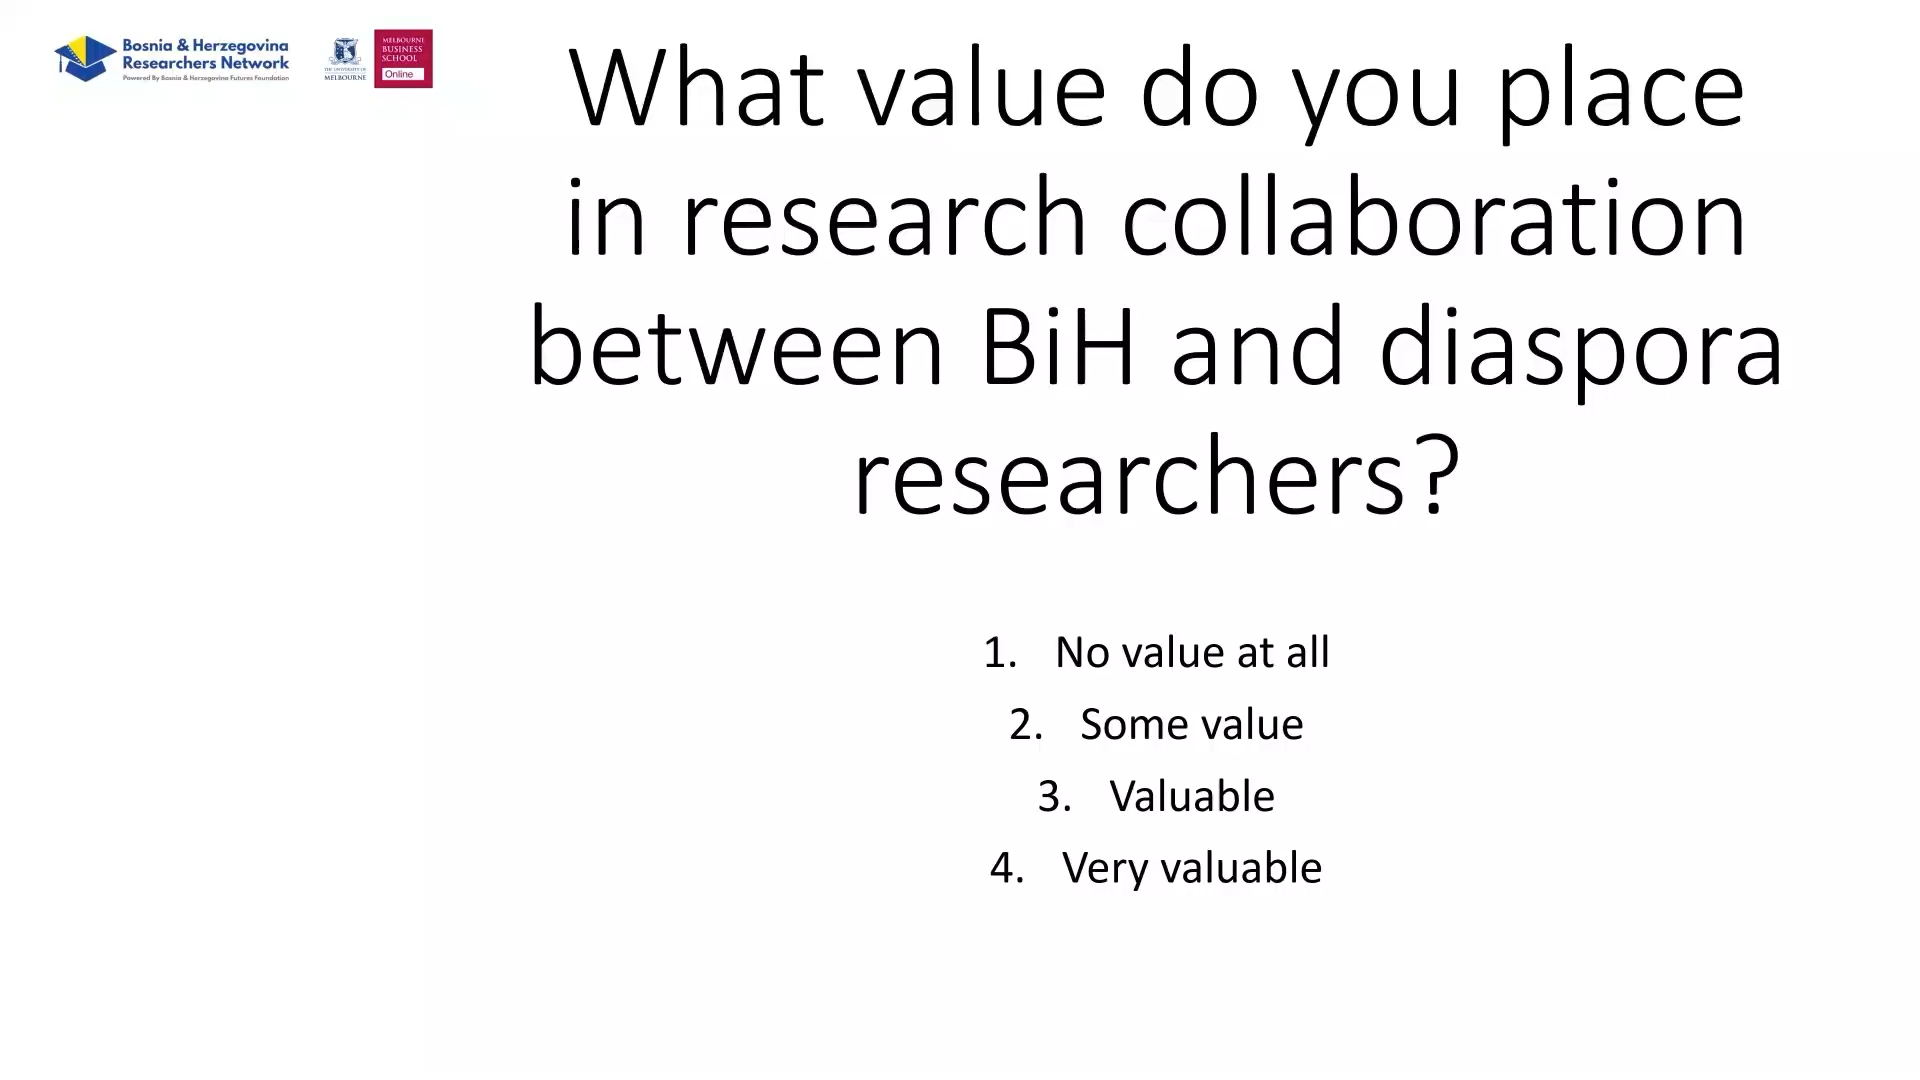 Bosnia & Herzegovina
Researchers Network
Powered By Bosnia & Herzegovina Futures Foundation
THE UNIVERSITY OF
MELBOURNE
MELBOURNE
BUSINESS
SCHOOL
Online
What value do you place
in research collaboration
between BiH and diaspora
researchers?
1. No value at all
2. Some value
3. Valuable
4. Very valuable